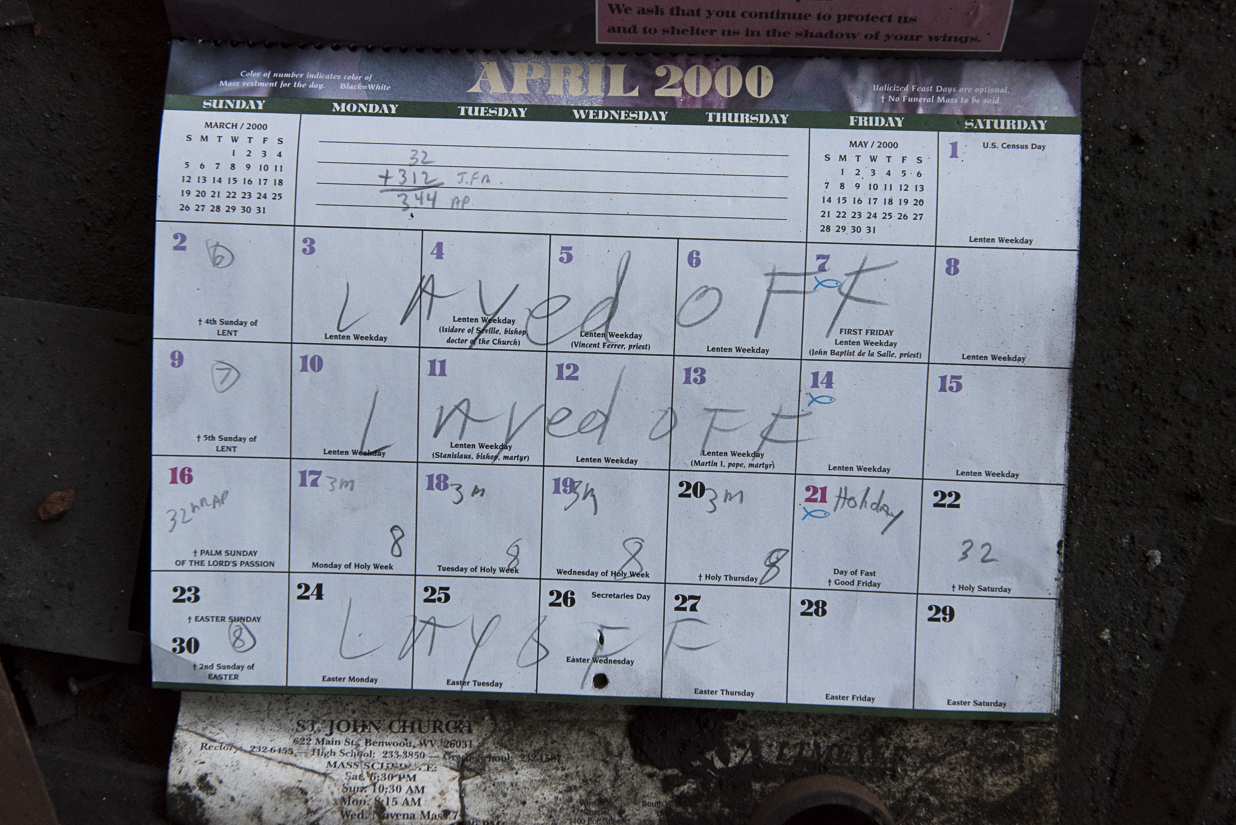 We ask that you continue to protect us
and to shelter us in the shadow of your wings.
Color of number indicates color of
Mass vestment for the day. Black=White
APRIL 2000
Italicized Feast Days are optional.
† No Funeral Mass to be said.
SUNDAY MONDAY TUESDAY WEDNESDAY THURSDAY FRIDAY SATURDAY
MARCH / 2000
S M T W T F S
1 2 3 4
5 6 7 8 9 10 11
12 13 14 15 16 17 18
19 20 21 22 23 24 25
26 27 28 29 30 31
32
+312 J.F.M.
344 AP.
MAY / 2000
S M T W T F S
1 2 3 4 5 6
7 8 9 10 11 12 13
14 15 16 17 18 19 20
21 22 23 24 25 26 27
28 29 30 31
1 U.S. Census Day
Lenten Weekday
2 6
† 4th Sunday of
LENT
3
Lenten Weekday
4
Lenten Weekday
(Isidore of Seville, bishop,
doctor of the Church)
5
Lenten Weekday
(Vincent Ferrer, priest)
6
Lenten Weekday
7
FIRST FRIDAY
Lenten Weekday
(John Baptist de la Salle, priest)
8
Lenten Weekday
LAYed OFF
9 7
† 5th Sunday of
LENT
10
Lenten Weekday
11
Lenten Weekday
(Stanislaus, bishop, martyr)
12
Lenten Weekday
13
Lenten Weekday
(Martin I, pope, martyr)
14
Lenten Weekday
15
Lenten Weekday
LAYed OFF
16
32 AP
† PALM SUNDAY
OF THE LORD'S PASSION
17 3m
8
Monday of Holy Week
18 3m
8
Tuesday of Holy Week
19 3m
8
Wednesday of Holy Week
20 3m
8
† Holy Thursday
21 Holiday
Day of Fast
† Good Friday
22
32
† Holy Saturday
23
† EASTER SUNDAY
30 8
† 2nd Sunday of
EASTER
24
Easter Monday
25
Easter Tuesday
26 Secretaries Day
Easter Wednesday
27
Easter Thursday
28
Easter Friday
29
Easter Saturday
LAY OFF
ST. JOHN CHURCH
622 Main St., Benwood, WV 26031
Rectory: 232-6455 — High School: 233-3850 — Grade School:
MASS SCHEDULE:
Sat. 6:30 PM
Sun. 10:30 AM
Mon. 8:15 AM
Wed. Novena Mass 7